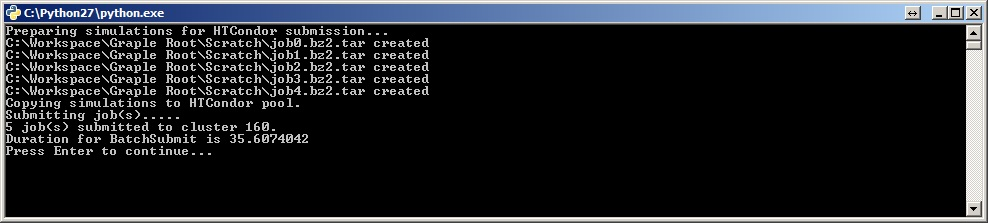 C:\Python27\python.exe
Preparing simulations for HTCondor submission...
C:\Workspace\Graple Root\Scratch\job0.bz2.tar created
C:\Workspace\Graple Root\Scratch\job1.bz2.tar created
C:\Workspace\Graple Root\Scratch\job2.bz2.tar created
C:\Workspace\Graple Root\Scratch\job3.bz2.tar created
C:\Workspace\Graple Root\Scratch\job4.bz2.tar created
Copying simulations to HTCondor pool.
Submitting job(s).....
5 job(s) submitted to cluster 160.
Duration for BatchSubmit is 35.6074042
Press Enter to continue...